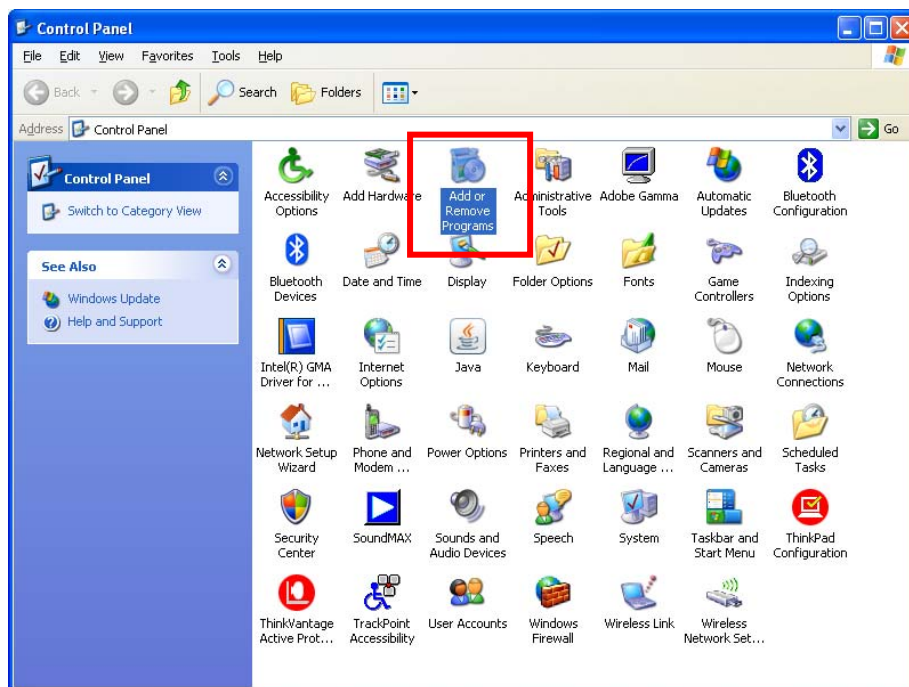 Control Panel
File Edit View Favorites Tools Help
Back Search Folders
Address Control Panel Go
Control Panel
Switch to Category View
See Also
Windows Update
Help and Support
Accessibility Options
Add Hardware
Add or Remove Programs
Administrative Tools
Adobe Gamma
Automatic Updates
Bluetooth Configuration
Bluetooth Devices
Date and Time
Display
Folder Options
Fonts
Game Controllers
Indexing Options
Intel(R) GMA Driver for ...
Internet Options
Java
Keyboard
Mail
Mouse
Network Connections
Network Setup Wizard
Phone and Modem ...
Power Options
Printers and Faxes
Regional and Language ...
Scanners and Cameras
Scheduled Tasks
Security Center
SoundMAX
Sounds and Audio Devices
Speech
System
Taskbar and Start Menu
ThinkPad Configuration
ThinkVantage Active Prot...
TrackPoint Accessibility
User Accounts
Windows Firewall
Wireless Link
Wireless Network Set...